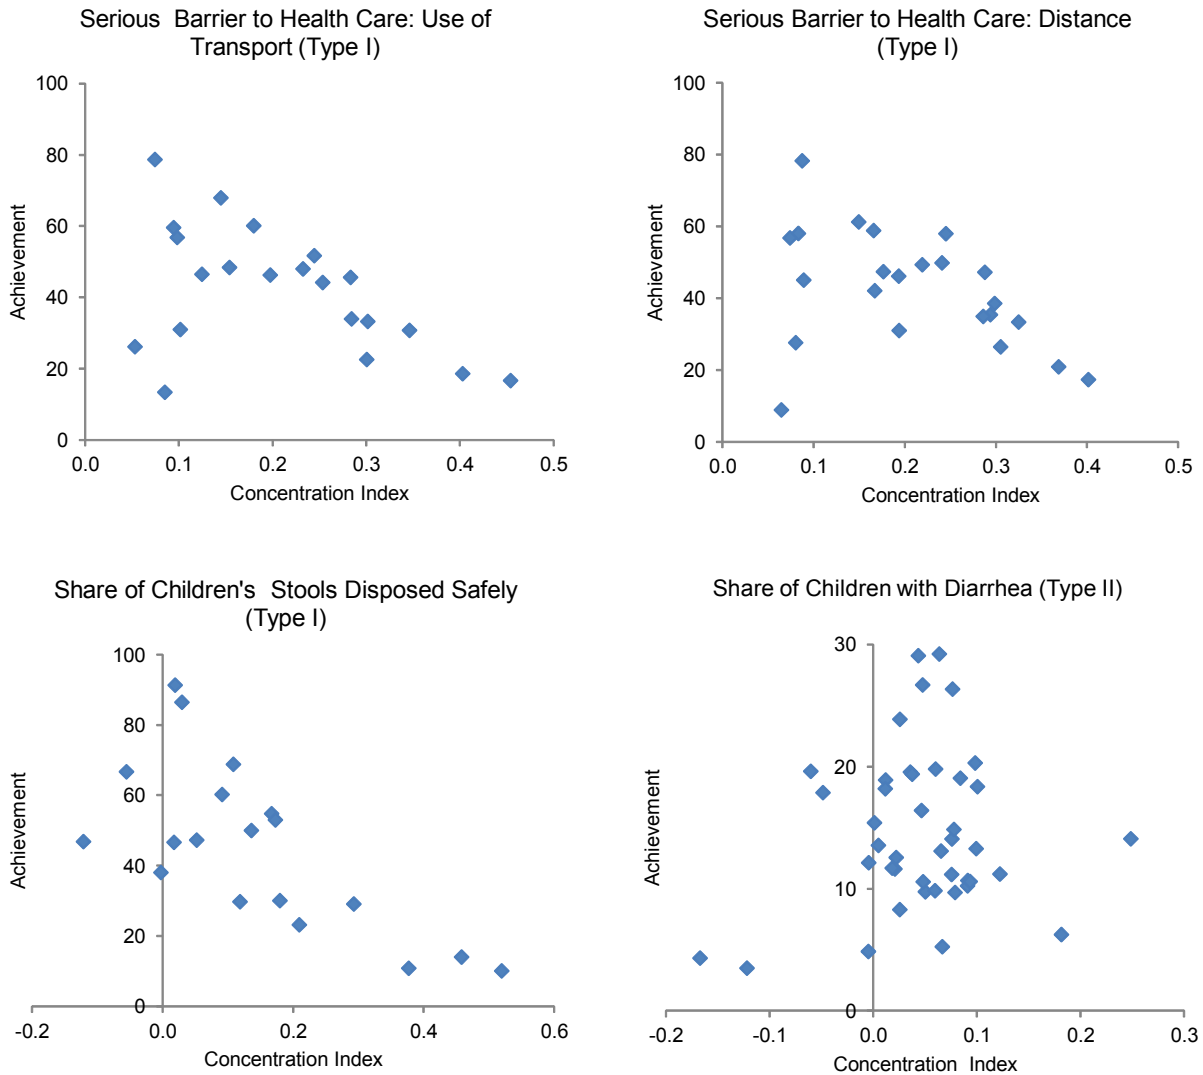 Serious Barrier to Health Care: Use of
Transport (Type I)
100
80
60
40
20
0
Achievement
0.0 0.1 0.2 0.3 0.4 0.5
Concentration Index
Serious Barrier to Health Care: Distance
(Type I)
100
80
60
40
20
0
Achievement
0.0 0.1 0.2 0.3 0.4 0.5
Concentration Index
Share of Children's Stools Disposed Safely
(Type I)
100
80
60
40
20
0
Achievement
-0.2 0.0 0.2 0.4 0.6
Concentration Index
Share of Children with Diarrhea (Type II)
30
20
10
0
Achievement
-0.2 -0.1 0.0 0.1 0.2 0.3
Concentration Index